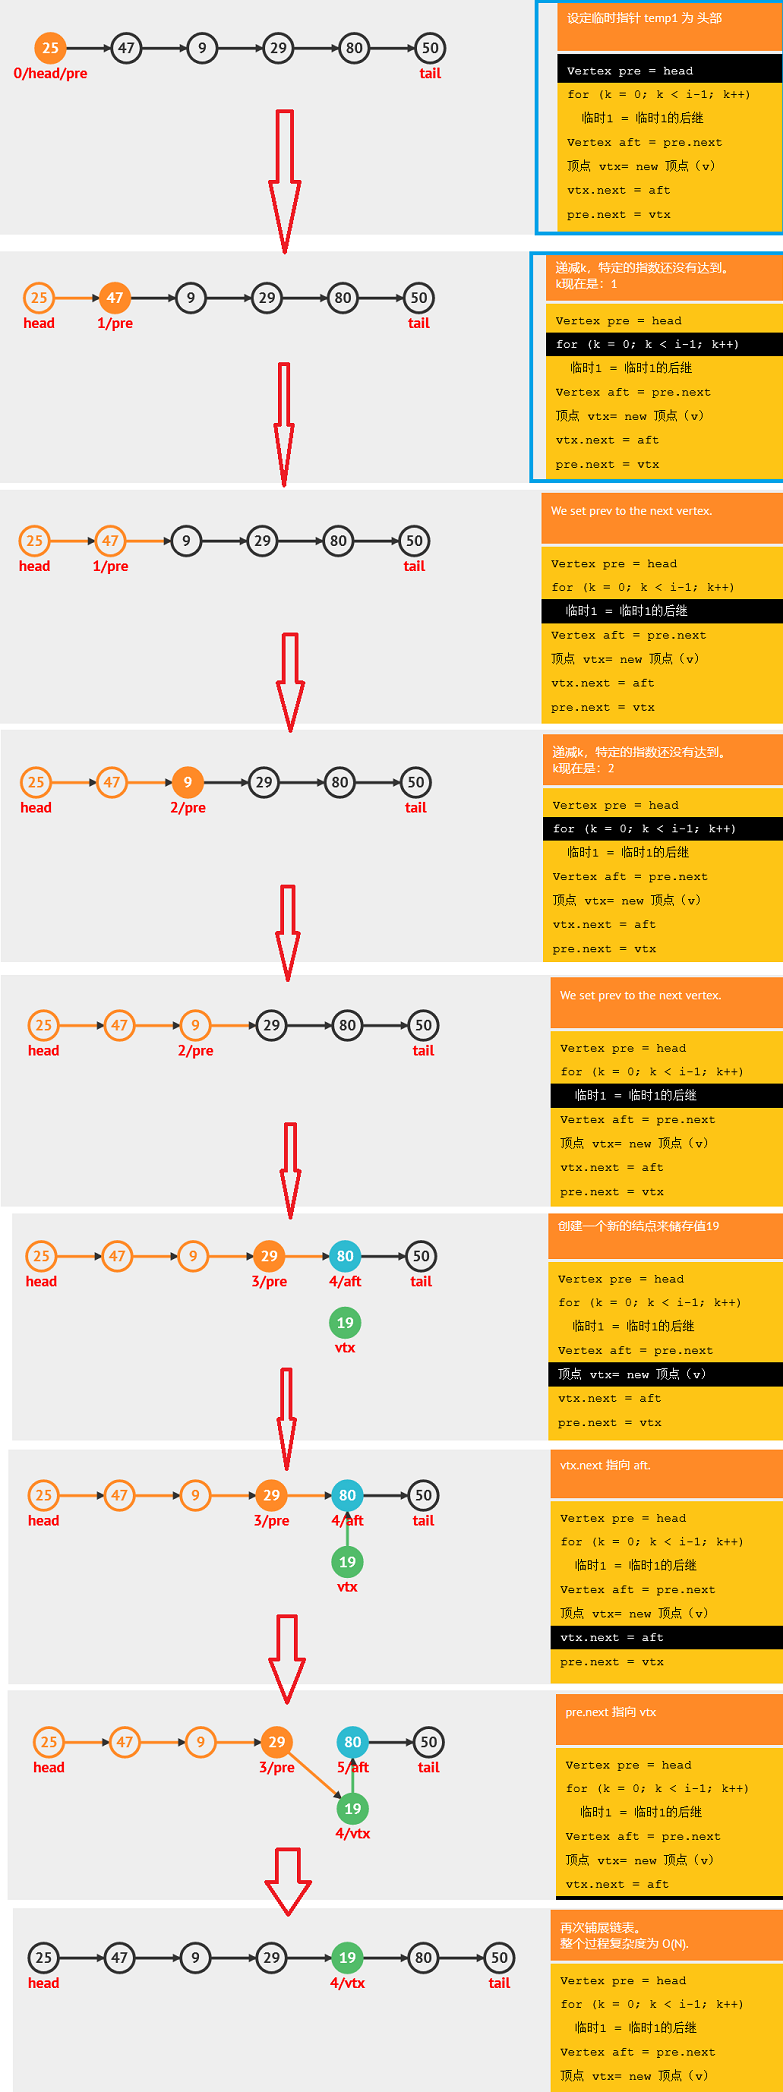 25 47 9 29 80 50
0/head/pre tail
设定临时指针 temp1 为 头部
Vertex pre = head
for (k = 0; k < i-1; k++)
临时1 = 临时1的后继
Vertex aft = pre.next
顶点 vtx= new 顶点(v)
vtx.next = aft
pre.next = vtx
25 47 9 29 80 50
head 1/pre tail
递减k，特定的指数还没有达到。
k现在是：1
Vertex pre = head
for (k = 0; k < i-1; k++)
临时1 = 临时1的后继
Vertex aft = pre.next
顶点 vtx= new 顶点(v)
vtx.next = aft
pre.next = vtx
25 47 9 29 80 50
head 1/pre tail
We set prev to the next vertex.
Vertex pre = head
for (k = 0; k < i-1; k++)
临时1 = 临时1的后继
Vertex aft = pre.next
顶点 vtx= new 顶点(v)
vtx.next = aft
pre.next = vtx
25 47 9 29 80 50
head 2/pre tail
递减k，特定的指数还没有达到。
k现在是：2
Vertex pre = head
for (k = 0; k < i-1; k++)
临时1 = 临时1的后继
Vertex aft = pre.next
顶点 vtx= new 顶点(v)
vtx.next = aft
pre.next = vtx
25 47 9 29 80 50
head 2/pre tail
We set prev to the next vertex.
Vertex pre = head
for (k = 0; k < i-1; k++)
临时1 = 临时1的后继
Vertex aft = pre.next
顶点 vtx= new 顶点(v)
vtx.next = aft
pre.next = vtx
25 47 9 29 80 50
head 3/pre 4/aft tail
19
vtx
创建一个新的结点来储存值19
Vertex pre = head
for (k = 0; k < i-1; k++)
临时1 = 临时1的后继
Vertex aft = pre.next
顶点 vtx= new 顶点(v)
vtx.next = aft
pre.next = vtx
25 47 9 29 80 50
head 3/pre 4/aft tail
19
vtx
vtx.next 指向 aft.
Vertex pre = head
for (k = 0; k < i-1; k++)
临时1 = 临时1的后继
Vertex aft = pre.next
顶点 vtx= new 顶点(v)
vtx.next = aft
pre.next = vtx
25 47 9 29 80 50
head 3/pre 5/aft tail
19
4/vtx
pre.next 指向 vtx
Vertex pre = head
for (k = 0; k < i-1; k++)
临时1 = 临时1的后继
Vertex aft = pre.next
顶点 vtx= new 顶点(v)
vtx.next = aft
25 47 9 29 19 80 50
head 4/vtx tail
再次铺展链表。
整个过程复杂度为 O(N).
Vertex pre = head
for (k = 0; k < i-1; k++)
临时1 = 临时1的后继
Vertex aft = pre.next
顶点 vtx= new 顶点(v)